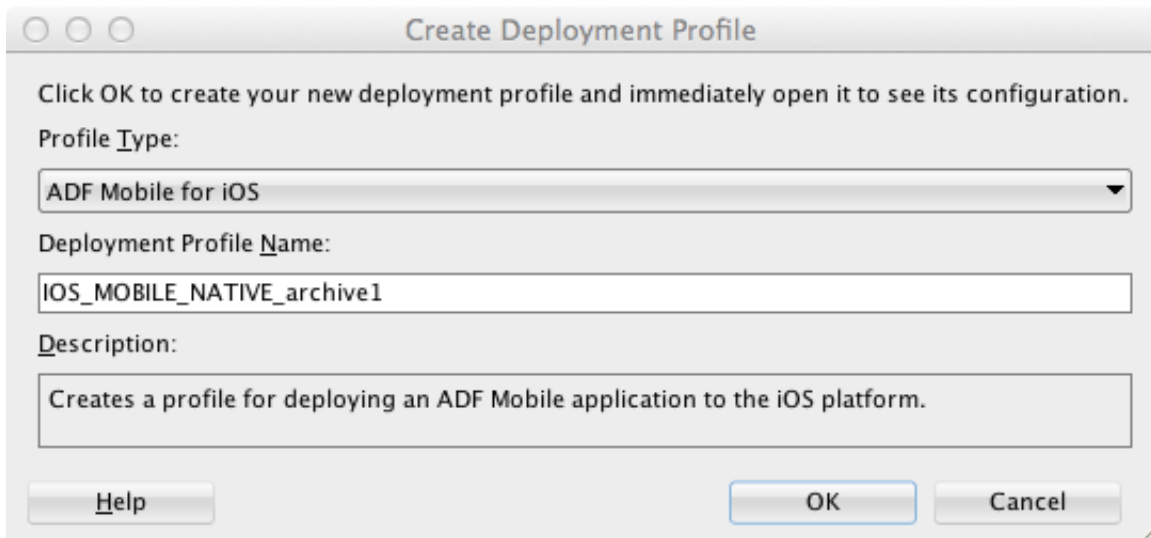 Create Deployment Profile
Click OK to create your new deployment profile and immediately open it to see its configuration.
Profile Type:
ADF Mobile for iOS
Deployment Profile Name:
IOS_MOBILE_NATIVE_archive1
Description:
Creates a profile for deploying an ADF Mobile application to the iOS platform.
Help
OK
Cancel